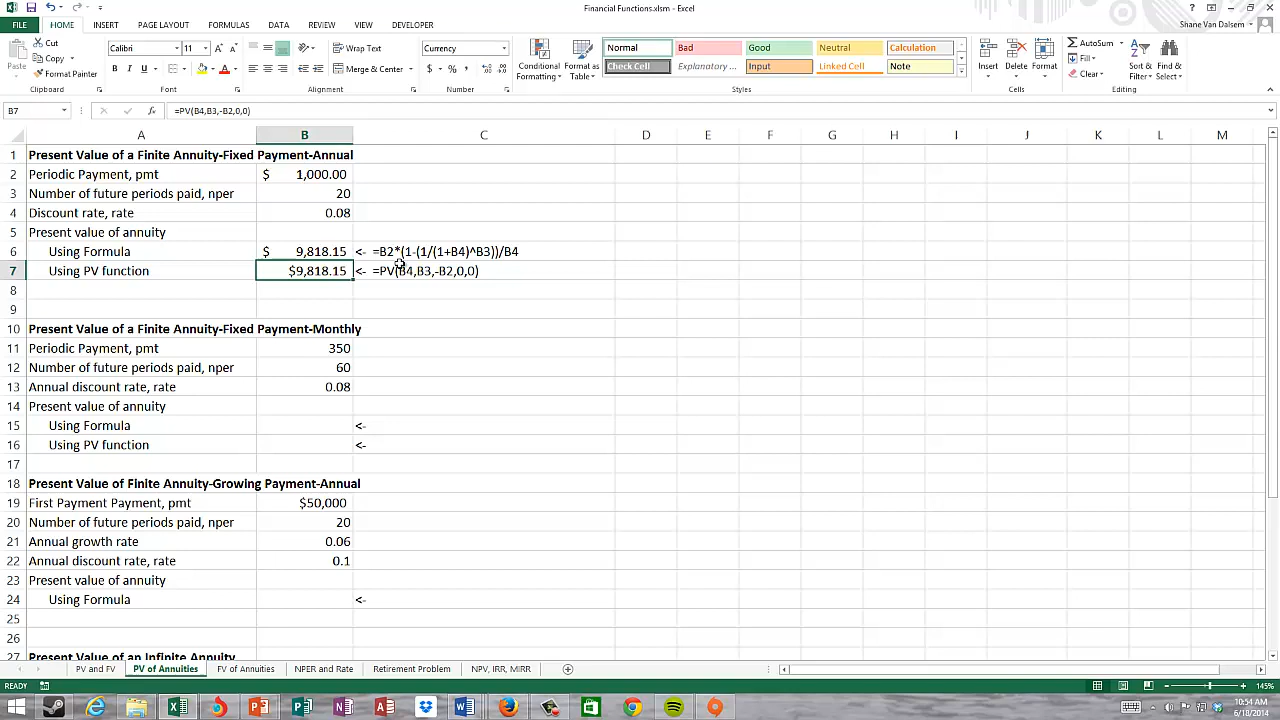 Financial Functions.xlsm - Excel
FILE HOME INSERT PAGE LAYOUT FORMULAS DATA REVIEW VIEW DEVELOPER Shane Van Dalsem
Paste Cut Copy Format Painter
Clipboard
Calibri 11
B I U A
Font
Wrap Text
Merge & Center
Alignment
Currency
$ % ,
Number
Conditional Formatting Format as Table
Normal Bad Good Neutral Calculation
Check Cell Explanatory ... Input Linked Cell Note
Styles
Insert Delete Format
Cells
AutoSum Fill Clear Sort & Filter Find & Select
Editing
B7 fx =PV(B4,B3,-B2,0,0)
A B C D E F G H I J K L M
1 Present Value of a Finite Annuity-Fixed Payment-Annual
2 Periodic Payment, pmt $ 1,000.00
3 Number of future periods paid, nper 20
4 Discount rate, rate 0.08
5 Present value of annuity
6 Using Formula $ 9,818.15 <- =B2*(1-(1/(1+B4)^B3))/B4
7 Using PV function $9,818.15 <- =PV(B4,B3,-B2,0,0)
8
9
10 Present Value of a Finite Annuity-Fixed Payment-Monthly
11 Periodic Payment, pmt 350
12 Number of future periods paid, nper 60
13 Annual discount rate, rate 0.08
14 Present value of annuity
15 Using Formula <-
16 Using PV function <-
17
18 Present Value of Finite Annuity-Growing Payment-Annual
19 First Payment Payment, pmt $50,000
20 Number of future periods paid, nper 20
21 Annual growth rate 0.06
22 Annual discount rate, rate 0.1
23 Present value of annuity
24 Using Formula <-
25
26
27 Present Value of an Infinite Annuity
PV and FV PV of Annuities FV of Annuities NPER and Rate Retirement Problem NPV, IRR, MIRR
READY 145%
10:54 AM
6/18/2014